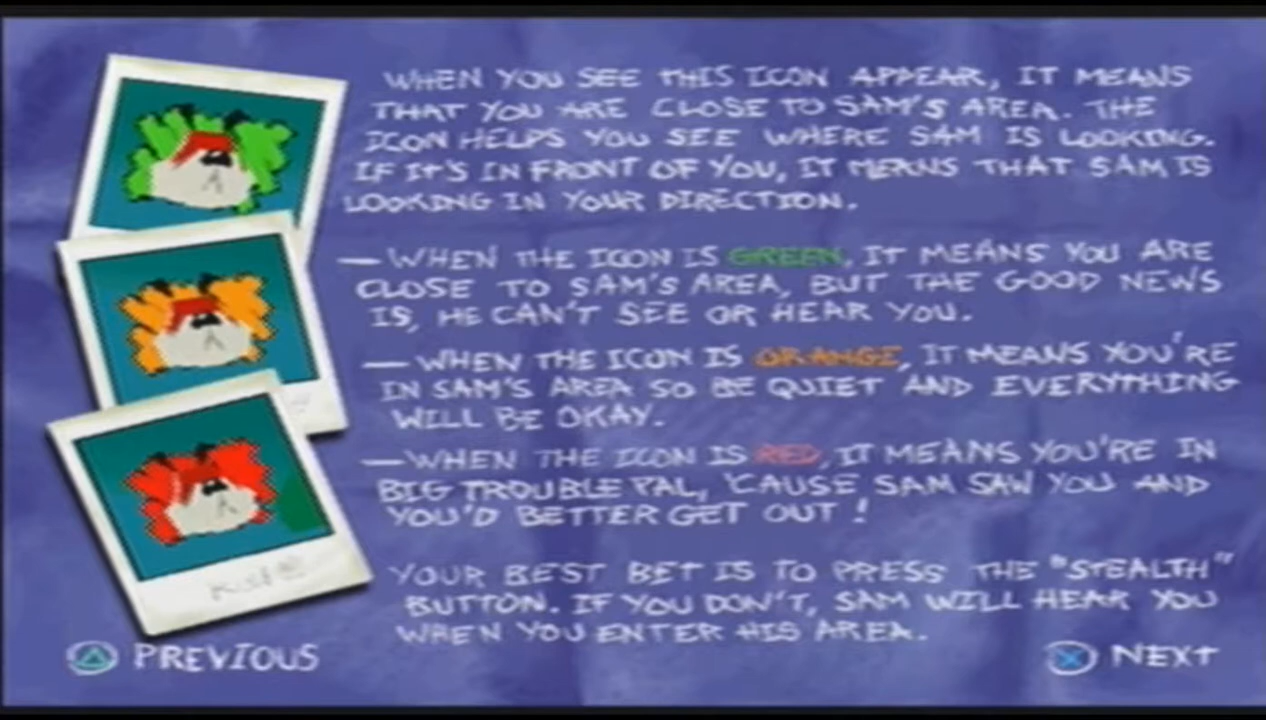 WHEN YOU SEE THIS ICON APPEAR, IT MEANS
THAT YOU ARE CLOSE TO SAM'S AREA. THE
ICON HELPS YOU SEE WHERE SAM IS LOOKING.
IF IT'S IN FRONT OF YOU, IT MEANS THAT SAM IS
LOOKING IN YOUR DIRECTION.
— WHEN THE ICON IS GREEN, IT MEANS YOU ARE
CLOSE TO SAM'S AREA, BUT THE GOOD NEWS
IS, HE CAN'T SEE OR HEAR YOU.
— WHEN THE ICON IS ORANGE, IT MEANS YOU'RE
IN SAM'S AREA SO BE QUIET AND EVERYTHING
WILL BE OKAY.
— WHEN THE ICON IS RED, IT MEANS YOU'RE IN
BIG TROUBLE PAL, 'CAUSE SAM SAW YOU AND
YOU'D BETTER GET OUT !
YOUR BEST BET IS TO PRESS THE "STEALTH"
BUTTON. IF YOU DON'T, SAM WILL HEAR YOU
WHEN YOU ENTER HIS AREA.
PREVIOUS
NEXT